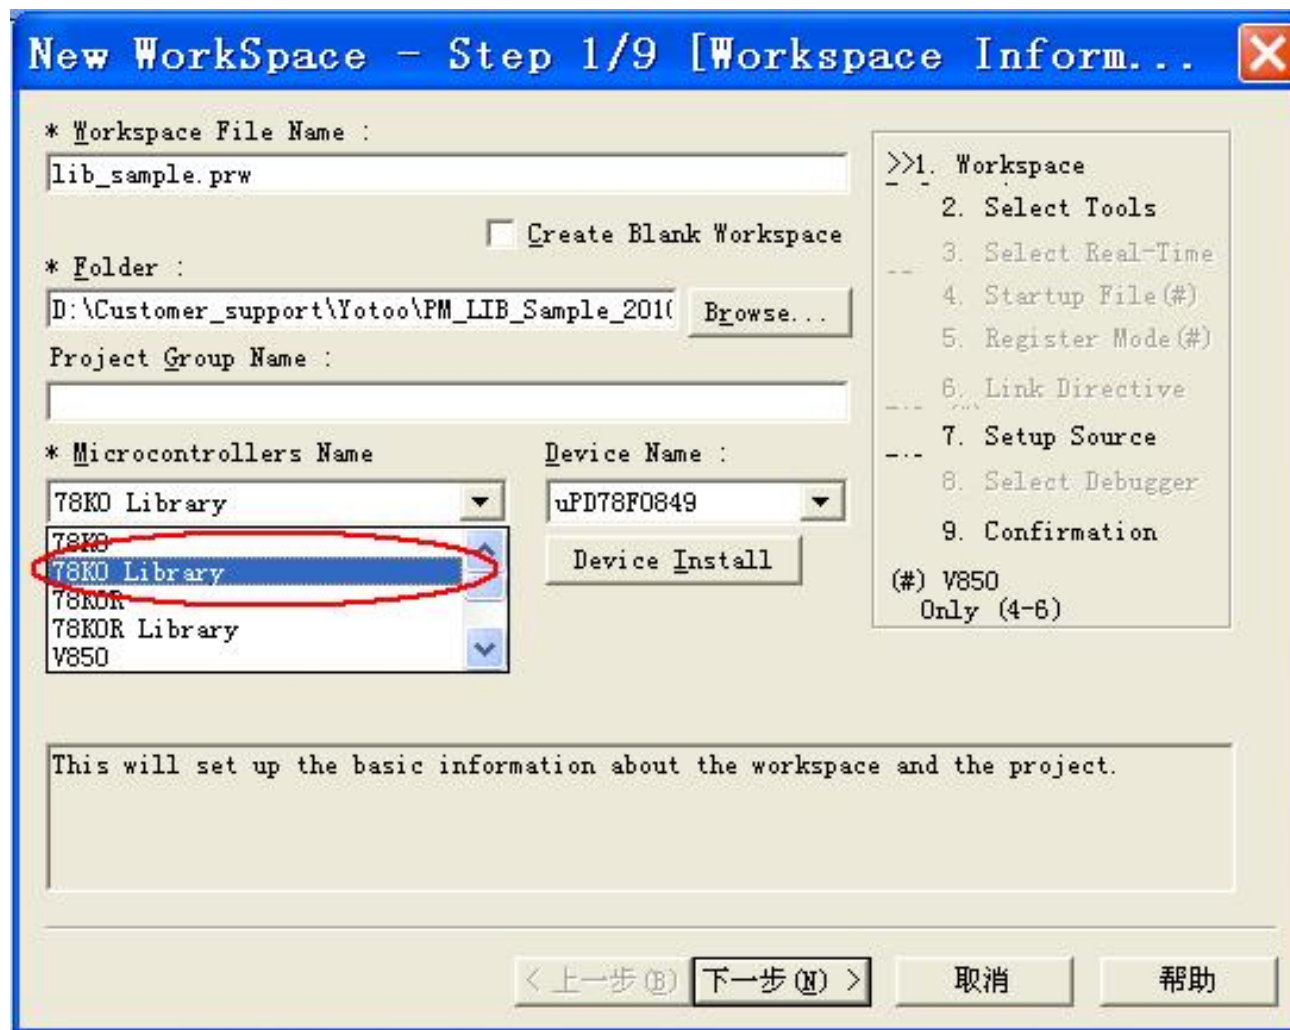 New WorkSpace - Step 1/9 [Workspace Inform...
* Workspace File Name :
lib_sample.prw
Create Blank Workspace
* Folder :
D:\Customer_support\Yotoo\PM_LIB_Sample_201(
Browse...
Project Group Name :
* Microcontrollers Name
Device Name :
78K0 Library
uPD78F0849
78K0
78K0 Library
78K0R
78K0R Library
V850
Device Install
>>1. Workspace
2. Select Tools
3. Select Real-Time
4. Startup File(#)
5. Register Mode(#)
6. Link Directive
7. Setup Source
8. Select Debugger
9. Confirmation
(#) V850
Only (4-6)
This will set up the basic information about the workspace and the project.
< 上一步(B)
下一步(N) >
取消
帮助